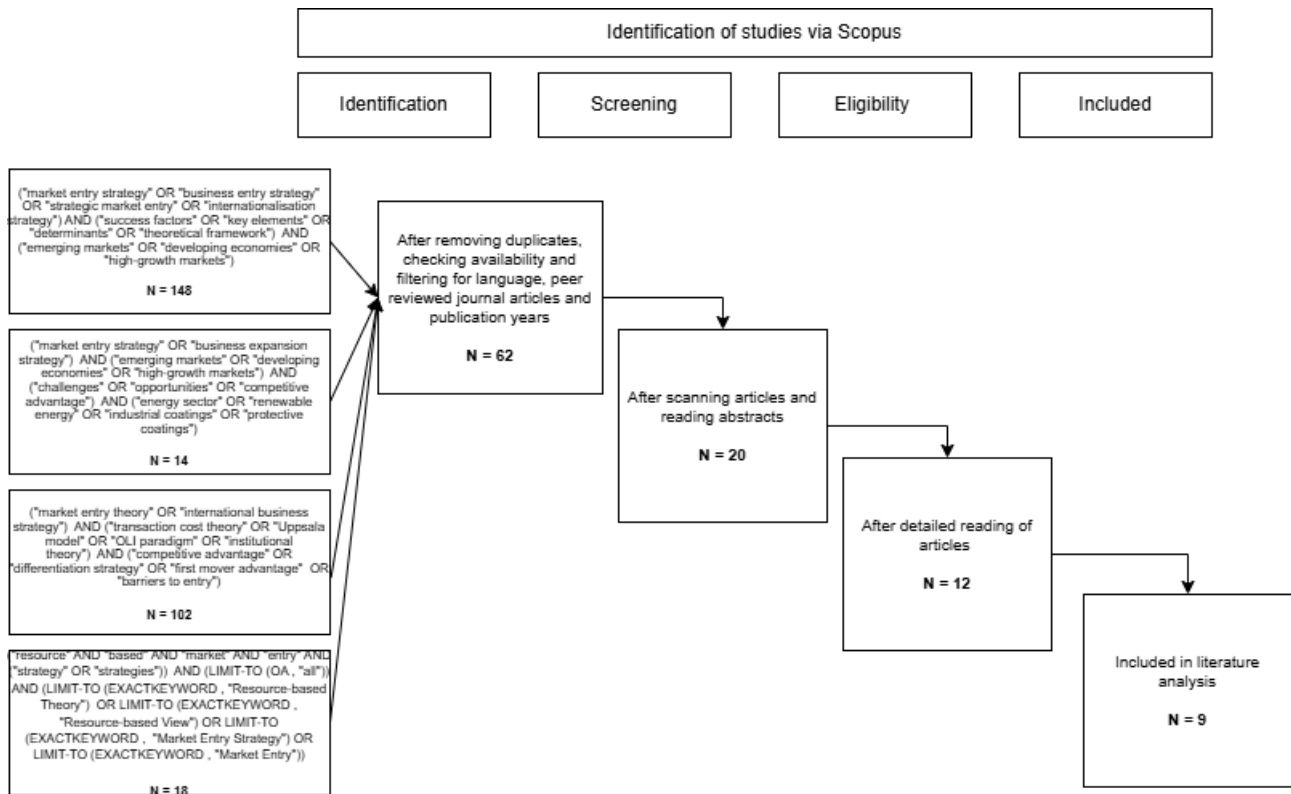 Identification of studies via Scopus
Identification
Screening
Eligibility
Included
("market entry strategy" OR "business entry strategy"
OR "strategic market entry" OR "internationalisation
strategy") AND ("success factors" OR "key elements" OR
"determinants" OR "theoretical framework") AND
("emerging markets" OR "developing economies" OR
"high-growth markets")
N = 148
("market entry strategy" OR "business expansion
strategy") AND ("emerging markets" OR "developing
economies" OR "high-growth markets") AND
("challenges" OR "opportunities" OR "competitive
advantage") AND ("energy sector" OR "renewable
energy" OR "industrial coatings" OR "protective
coatings")
N = 14
("market entry theory" OR "international business
strategy") AND ("transaction cost theory" OR "Uppsala
model" OR "OLI paradigm" OR "institutional
theory") AND ("competitive advantage" OR
"differentiation strategy" OR "first mover advantage" OR
"barriers to entry")
N = 102
("resource" AND "based" AND "market" AND "entry" AND
("strategy" OR "strategies")) AND (LIMIT-TO (OA , "all"))
AND (LIMIT-TO (EXACTKEYWORD , "Resource-based
Theory") OR LIMIT-TO (EXACTKEYWORD ,
"Resource-based View") OR LIMIT-TO
(EXACTKEYWORD , "Market Entry Strategy") OR
LIMIT-TO (EXACTKEYWORD , "Market Entry"))
N = 18
After removing duplicates,
checking availability and
filtering for language, peer
reviewed journal articles and
publication years
N = 62
After scanning articles and
reading abstracts
N = 20
After detailed reading of
articles
N = 12
Included in literature
analysis
N = 9